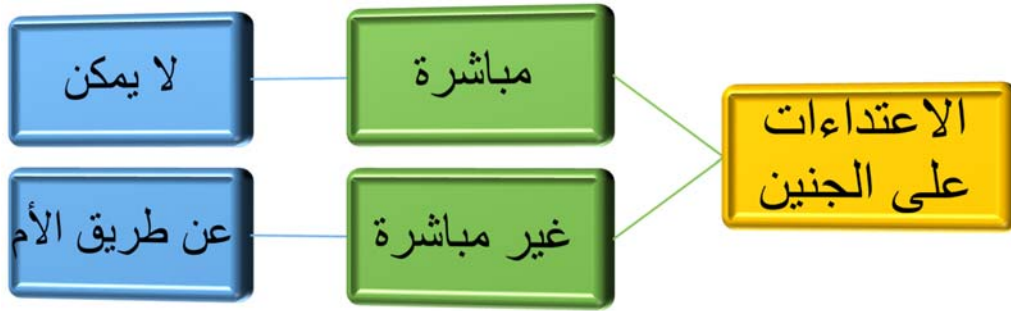 الاعتداءات
على الجنين
مباشرة
لا يمكن
غير مباشرة
عن طريق الأم